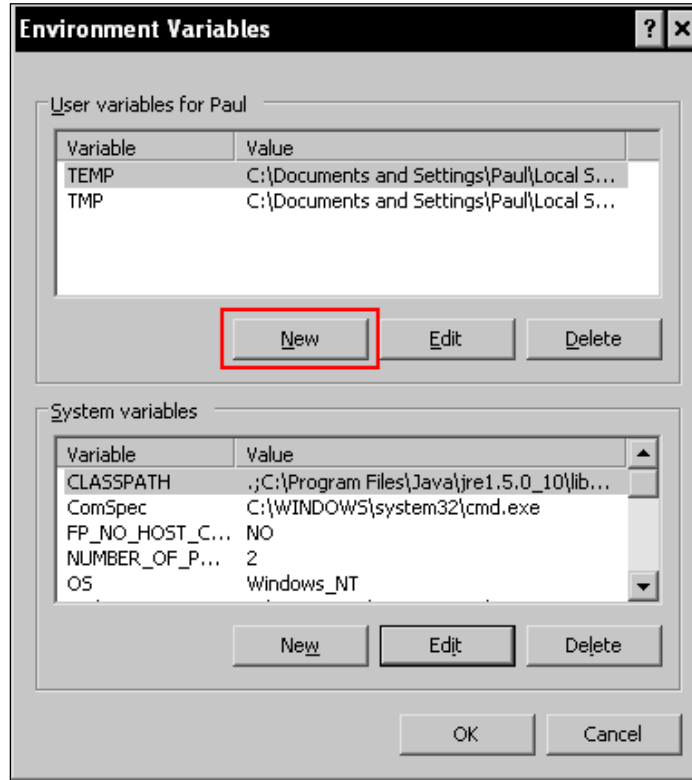 Environment Variables ? ×
User variables for Paul
Variable Value
TEMP C:\Documents and Settings\Paul\Local S...
TMP C:\Documents and Settings\Paul\Local S...
New Edit Delete
System variables
Variable Value
CLASSPATH .;C:\Program Files\Java\jre1.5.0_10\lib...
ComSpec C:\WINDOWS\system32\cmd.exe
FP_NO_HOST_C... NO
NUMBER_OF_P... 2
OS Windows_NT
New Edit Delete
OK Cancel